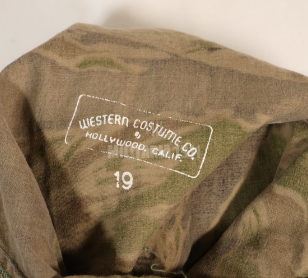 WESTERN COSTUME CO.
HOLLYWOOD, CALIF.
19